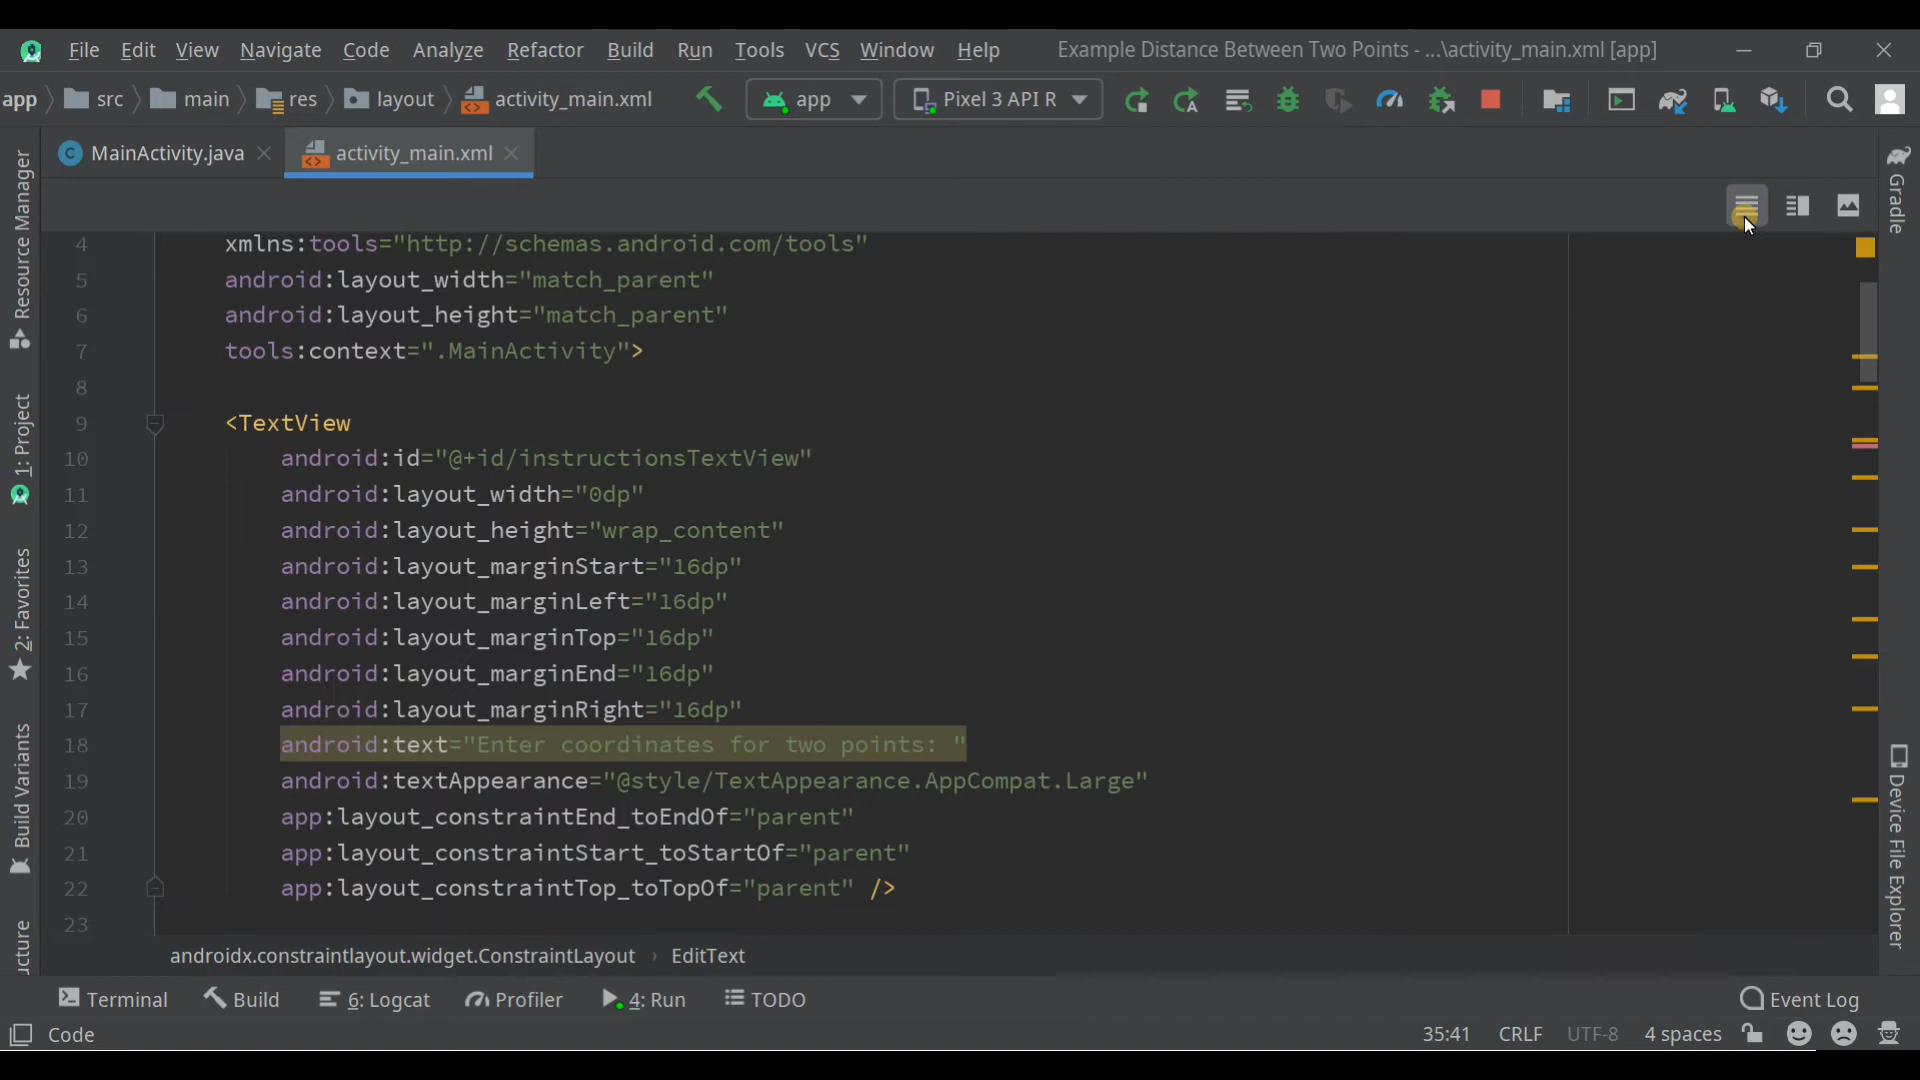 File Edit View Navigate Code Analyze Refactor Build Run Tools VCS Window Help Example Distance Between Two Points - ...\activity_main.xml [app]
app src main res layout activity_main.xml app Pixel 3 API R
MainActivity.java activity_main.xml
Resource Manager
1: Project
2: Favorites
Build Variants
ucture
4 xmlns:tools="http://schemas.android.com/tools"
5 android:layout_width="match_parent"
6 android:layout_height="match_parent"
7 tools:context=".MainActivity">
8
9 <TextView
10 android:id="@+id/instructionsTextView"
11 android:layout_width="0dp"
12 android:layout_height="wrap_content"
13 android:layout_marginStart="16dp"
14 android:layout_marginLeft="16dp"
15 android:layout_marginTop="16dp"
16 android:layout_marginEnd="16dp"
17 android:layout_marginRight="16dp"
18 android:text="Enter coordinates for two points: "
19 android:textAppearance="@style/TextAppearance.AppCompat.Large"
20 app:layout_constraintEnd_toEndOf="parent"
21 app:layout_constraintStart_toStartOf="parent"
22 app:layout_constraintTop_toTopOf="parent" />
23
Gradle
Device File Explorer
androidx.constraintlayout.widget.ConstraintLayout › EditText
Terminal Build 6: Logcat Profiler 4: Run TODO Event Log
Code 35:41 CRLF UTF-8 4 spaces